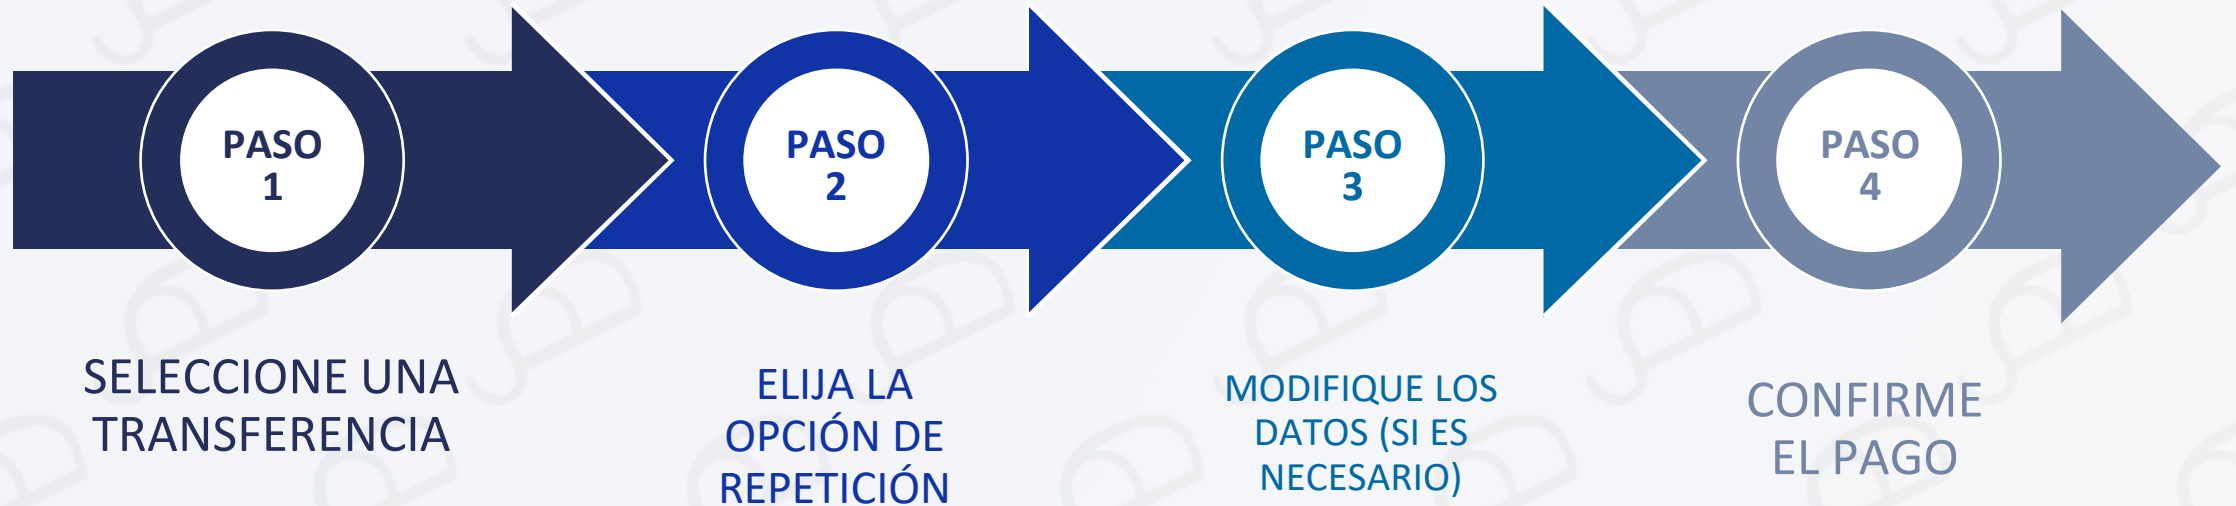 PASO
1
PASO
2
PASO
3
PASO
4
SELECCIONE UNA
TRANSFERENCIA
ELIJA LA
OPCIÓN DE
REPETICIÓN
MODIFIQUE LOS
DATOS (SI ES
NECESARIO)
CONFIRME
EL PAGO